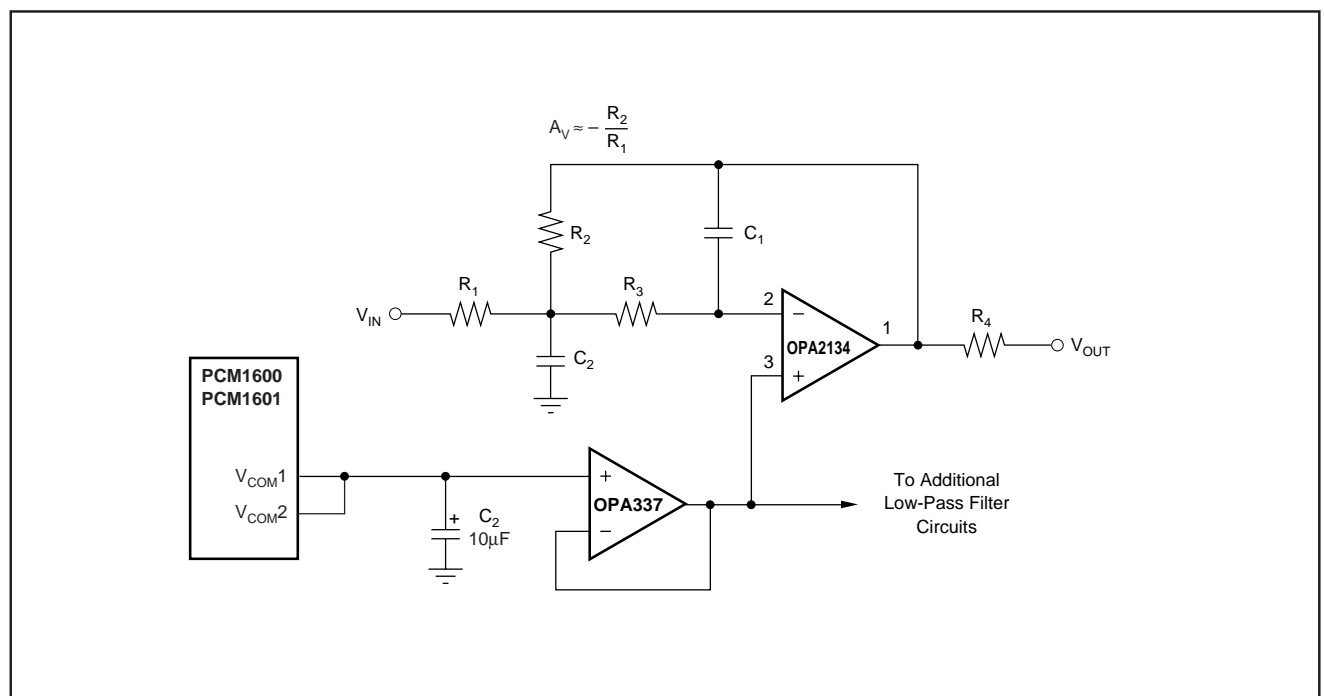 A_V ≈ − R_2
R_1
R_2
C_1
R_1
R_3
V_IN
C_2
2
−
OPA2134
1
3
+
R_4
V_OUT
PCM1600
PCM1601
V_COM1
V_COM2
+
C_2
10μF
+
OPA337
−
To Additional
Low-Pass Filter
Circuits